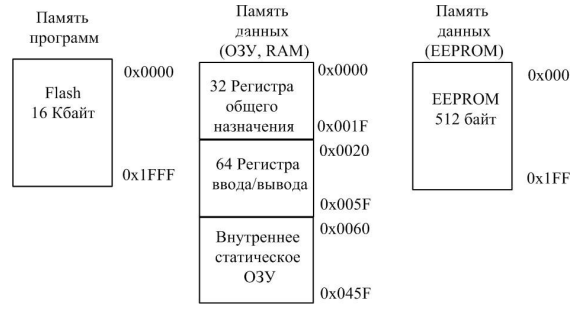 Память
программ
0x0000
Flash
16 Кбайт
0x1FFF
Память
данных
(ОЗУ, RAM)
0x0000
32 Регистра
общего
назначения
0x001F
0x0020
64 Регистра
ввода/вывода
0x005F
0x0060
Внутреннее
статическое
ОЗУ
0x045F
Память
данных
(EEPROM)
0x000
EEPROM
512 байт
0x1FF